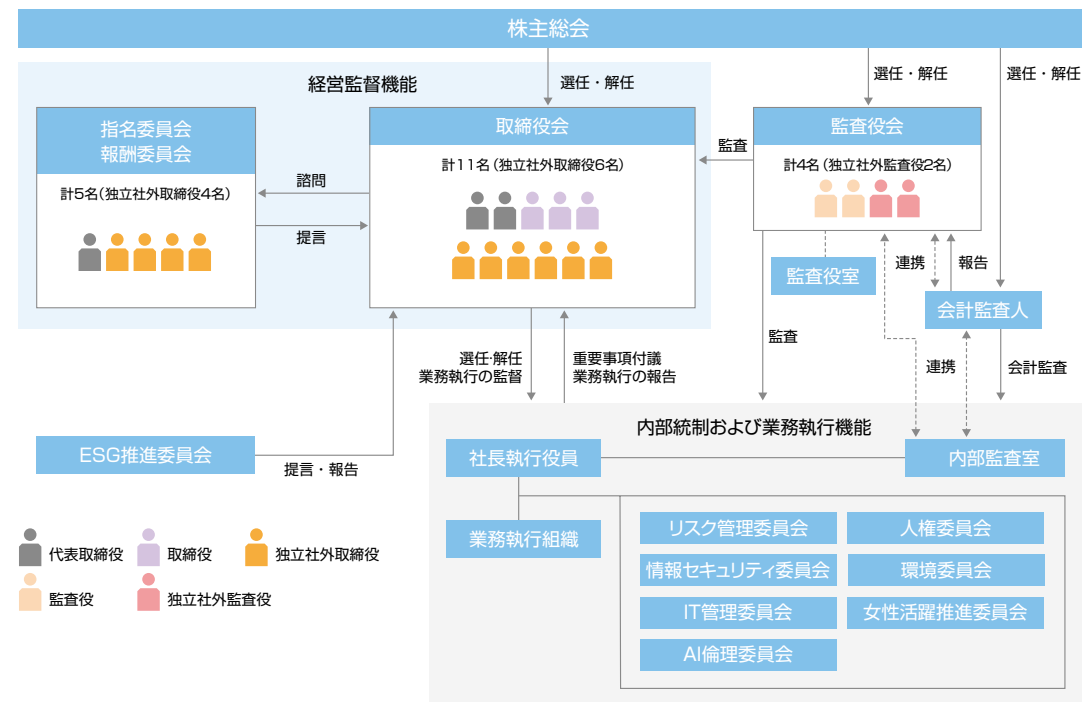 株主総会
経営監督機能
選任・解任
選任・解任
選任・解任
指名委員会
報酬委員会
計5名(独立社外取締役4名)
諮問
提言
取締役会
計11名(独立社外取締役6名)
監査
監査役会
計4名(独立社外監査役2名)
監査役室
連携
報告
会計監査人
選任・解任
業務執行の監督
重要事項付議
業務執行の報告
監査
連携
会計監査
ESG推進委員会
提言・報告
内部統制および業務執行機能
社長執行役員
内部監査室
業務執行組織
リスク管理委員会
人権委員会
情報セキュリティ委員会
環境委員会
IT管理委員会
女性活躍推進委員会
AI倫理委員会
代表取締役
取締役
独立社外取締役
監査役
独立社外監査役